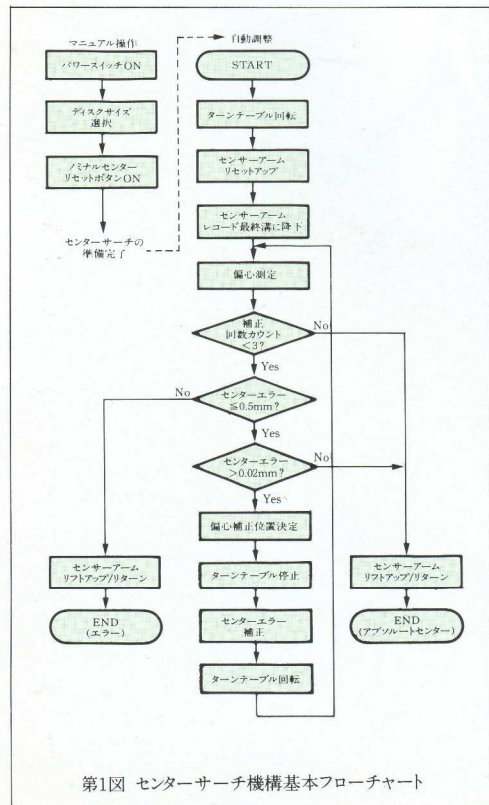 マニュアル操作
パワースイッチON
ディスクサイズ
選択
ノミナルセンター
リセットボタンON
センターサーチの
準備完了
自動調整
START
ターンテーブル回転
センサーアーム
リセットアップ
センサーアーム
レコード最終溝に降下
偏心測定
補正
回数カウント
<3?
No
Yes
センターエラー
≦0.5mm?
No
Yes
センターエラー
>0.02mm?
No
Yes
偏心補正位置決定
ターンテーブル停止
センターエラー
補正
ターンテーブル回転
センサーアーム
リフトアップ/リターン
END
(エラー)
センサーアーム
リフトアップ/リターン
END
(アブソルートセンター)
第1図 センターサーチ機構基本フローチャート